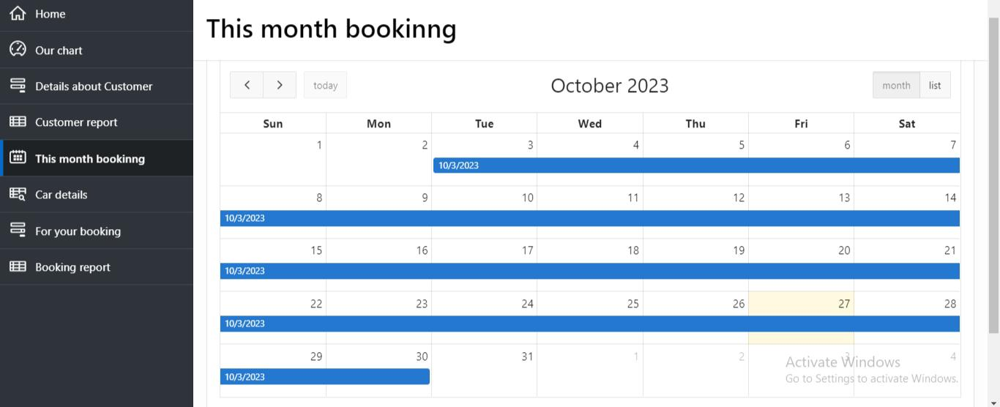 Home
Our chart
Details about Customer
Customer report
This month bookinng
Car details
For your booking
Booking report
This month bookinng
today
October 2023
month list
Sun Mon Tue Wed Thu Fri Sat
1 2 3 4 5 6 7
10/3/2023
8 9 10 11 12 13 14
10/3/2023
15 16 17 18 19 20 21
10/3/2023
22 23 24 25 26 27 28
10/3/2023
29 30 31 1 2 3 4
10/3/2023
Activate Windows
Go to Settings to activate Windows.